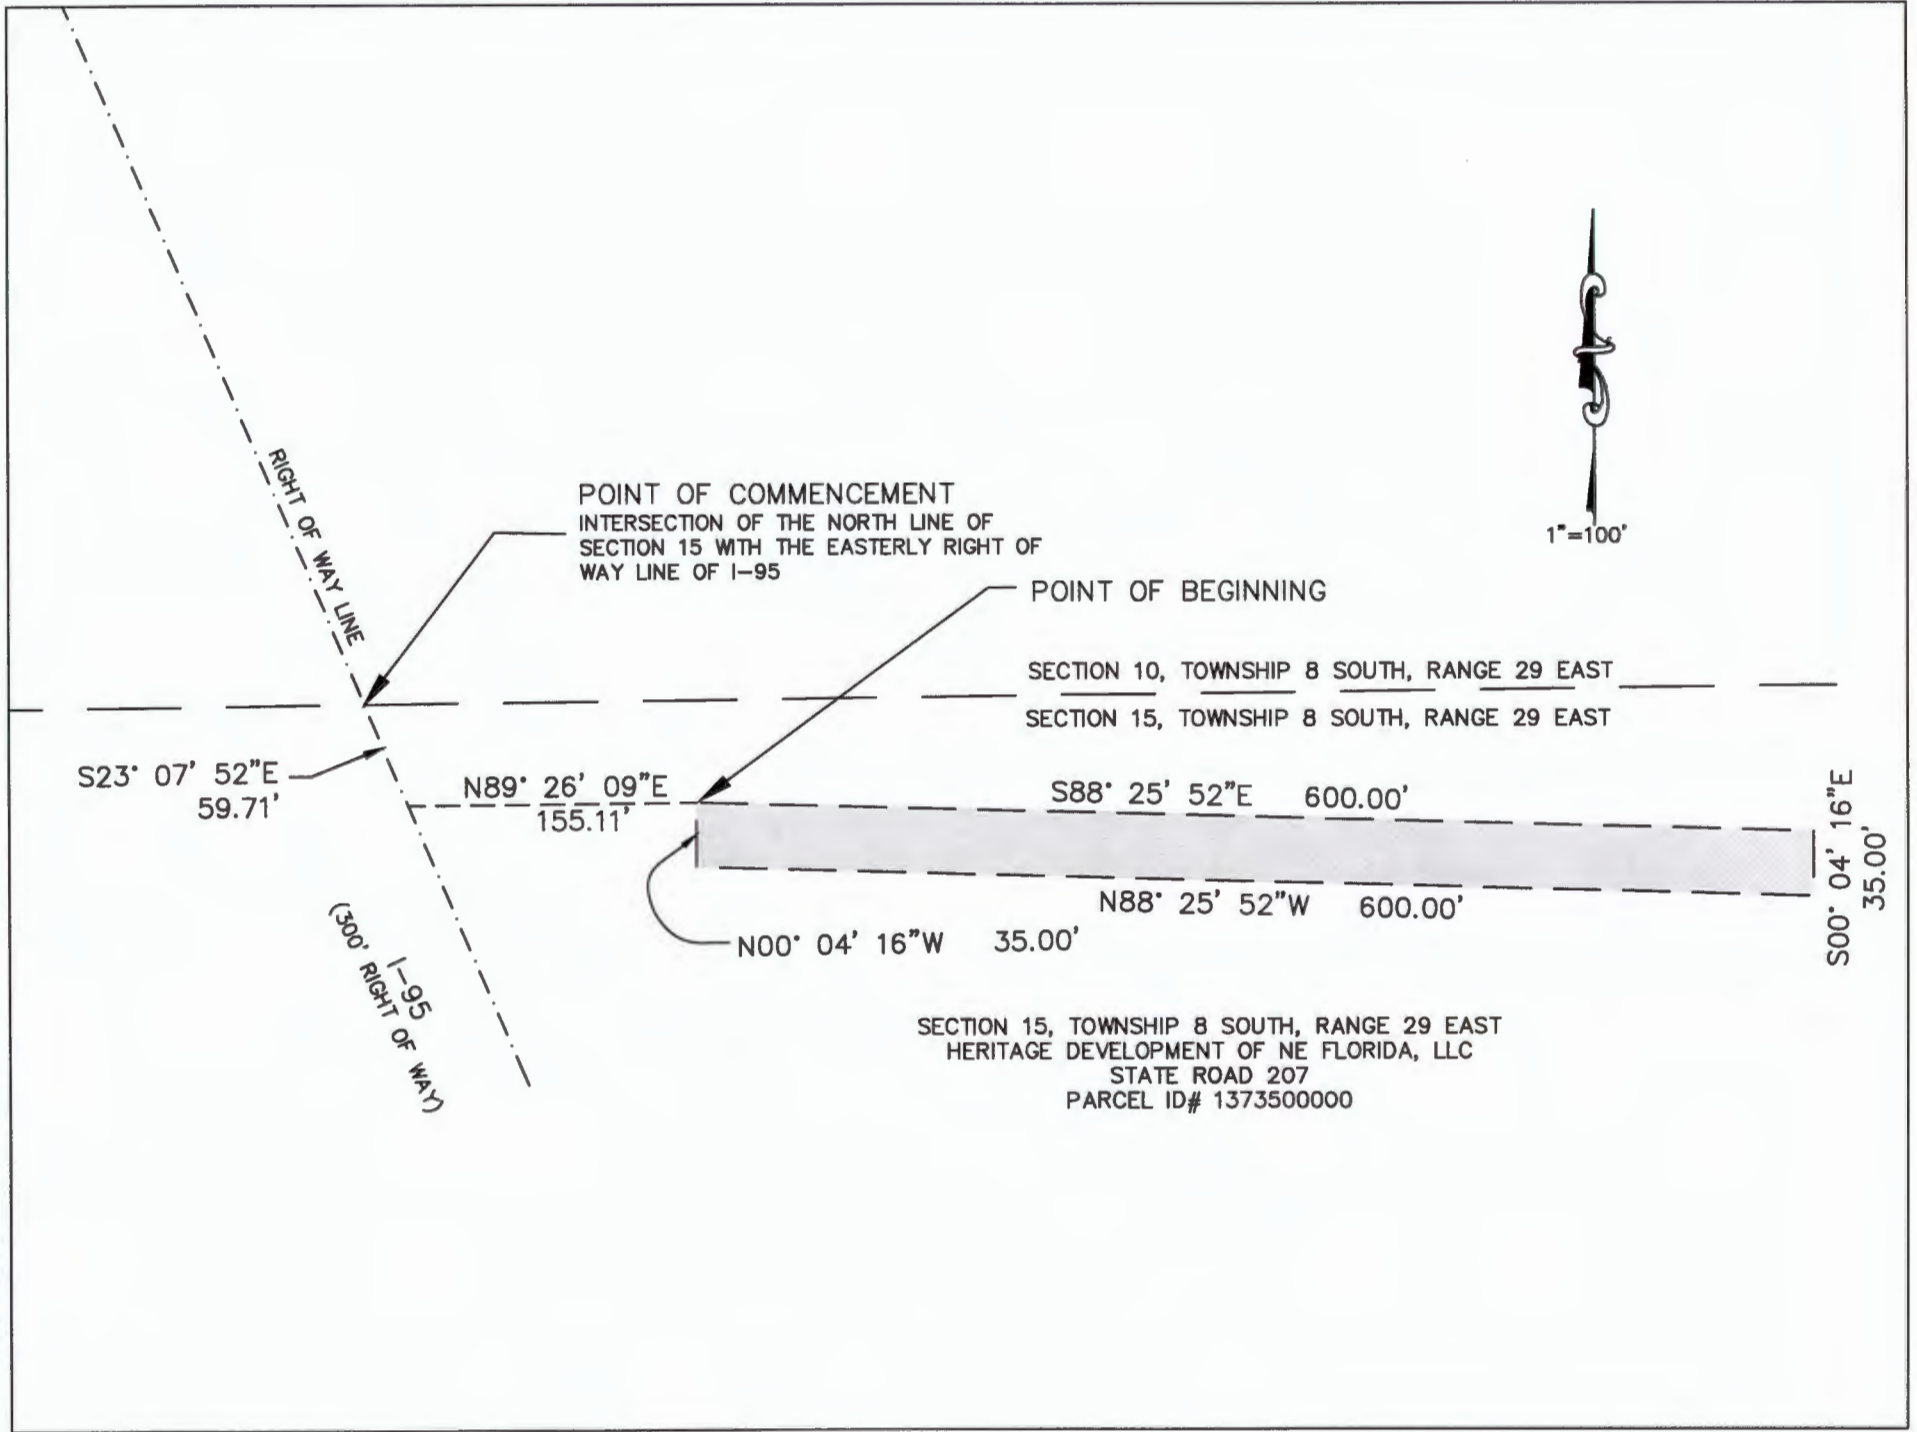 RIGHT OF WAY LINE
POINT OF COMMENCEMENT
INTERSECTION OF THE NORTH LINE OF
SECTION 15 WITH THE EASTERLY RIGHT OF
WAY LINE OF I-95
1"=100'
POINT OF BEGINNING
SECTION 10, TOWNSHIP 8 SOUTH, RANGE 29 EAST
SECTION 15, TOWNSHIP 8 SOUTH, RANGE 29 EAST
S23° 07' 52"E
59.71'
N89° 26' 09"E
155.11'
S88° 25' 52"E 600.00'
S00° 04' 16"E
35.00'
N88° 25' 52"W 600.00'
N00° 04' 16"W 35.00'
I-95
(300' RIGHT OF WAY)
SECTION 15, TOWNSHIP 8 SOUTH, RANGE 29 EAST
HERITAGE DEVELOPMENT OF NE FLORIDA, LLC
STATE ROAD 207
PARCEL ID# 1373500000